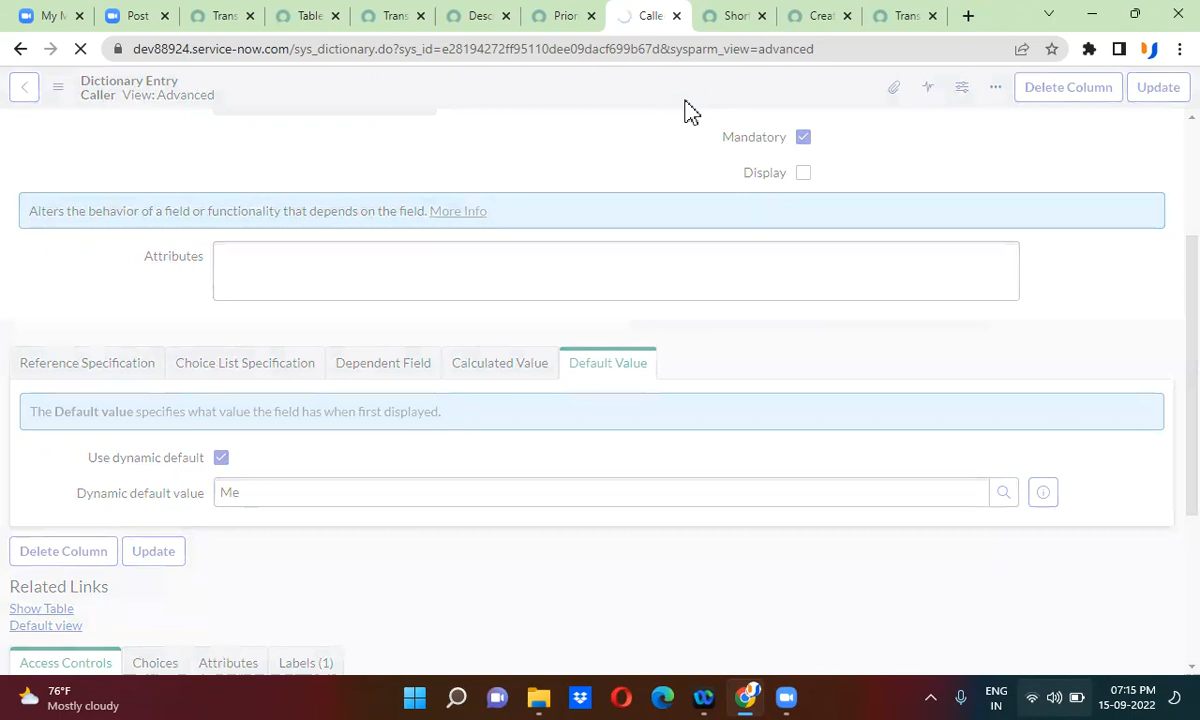 My M
Post
Trans
Table
Trans
Desc
Prior
Caller
Short
Creat
Trans
dev88924.service-now.com/sys_dictionary.do?sys_id=e28194272ff95110dee09dacf699b67d&sysparm_view=advanced
Dictionary Entry
Caller View: Advanced
Delete Column
Update
Mandatory
Display
Alters the behavior of a field or functionality that depends on the field. More Info
Attributes
Reference Specification
Choice List Specification
Dependent Field
Calculated Value
Default Value
The Default value specifies what value the field has when first displayed.
Use dynamic default
Dynamic default value
Me
Delete Column
Update
Related Links
Show Table
Default view
Access Controls
Choices
Attributes
Labels (1)
76°F
Mostly cloudy
ENG
IN
07:15 PM
15-09-2022